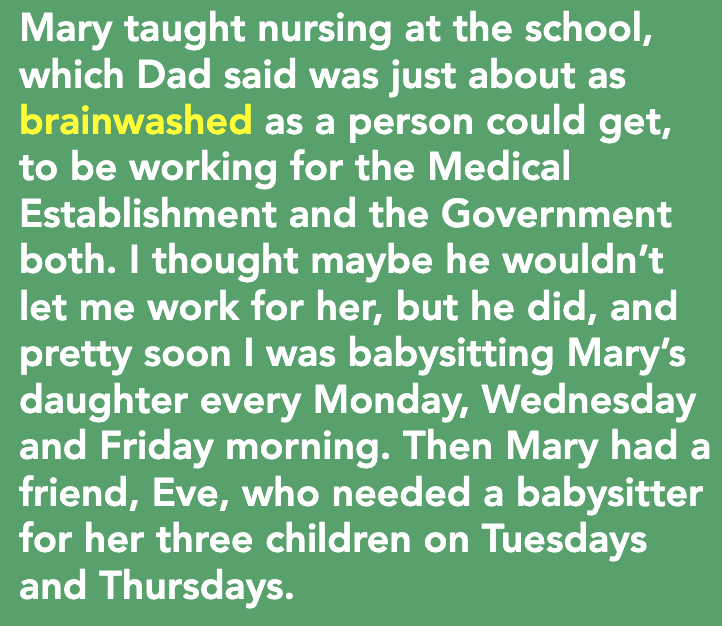 Mary taught nursing at the school,
which Dad said was just about as
brainwashed as a person could get,
to be working for the Medical
Establishment and the Government
both. I thought maybe he wouldn’t
let me work for her, but he did, and
pretty soon I was babysitting Mary’s
daughter every Monday, Wednesday
and Friday morning. Then Mary had a
friend, Eve, who needed a babysitter
for her three children on Tuesdays
and Thursdays.